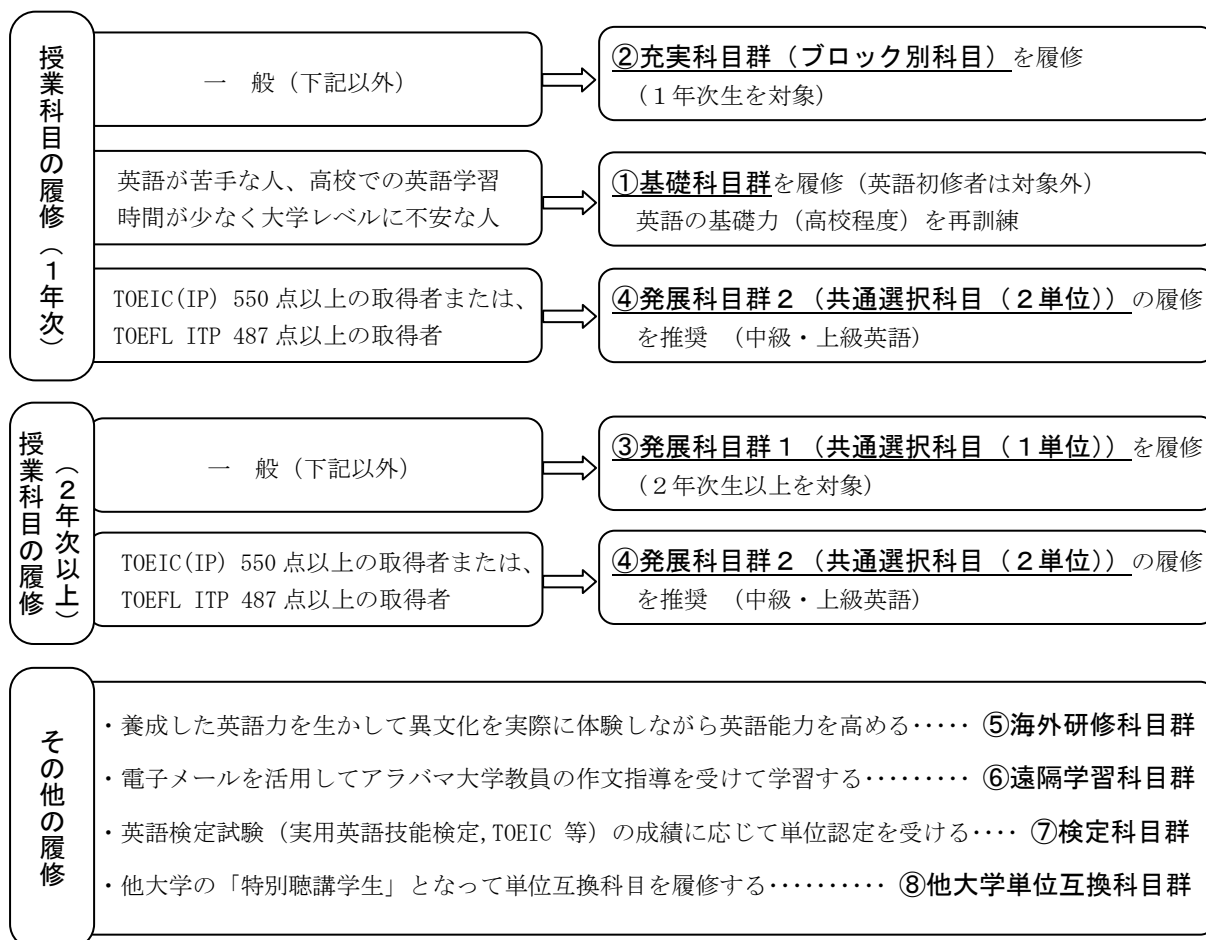 授業科目の履修（１年次）
一　般（下記以外）
②充実科目群（ブロック別科目）を履修
（１年次生を対象）
英語が苦手な人、高校での英語学習
時間が少なく大学レベルに不安な人
①基礎科目群を履修（英語初修者は対象外）
英語の基礎力（高校程度）を再訓練
TOEIC(IP) 550 点以上の取得者または、
TOEFL ITP 487 点以上の取得者
④発展科目群２（共通選択科目（２単位））の履修
を推奨　（中級・上級英語）
授業科目の履修
（２年次以上）
一　般（下記以外）
③発展科目群１（共通選択科目（１単位））を履修
（２年次生以上を対象）
TOEIC(IP) 550 点以上の取得者または、
TOEFL ITP 487 点以上の取得者
④発展科目群２（共通選択科目（２単位））の履修
を推奨　（中級・上級英語）
その他の履修
・養成した英語力を生かして異文化を実際に体験しながら英語能力を高める‥‥‥ ⑤海外研修科目群
・電子メールを活用してアラバマ大学教員の作文指導を受けて学習する‥‥‥‥‥ ⑥遠隔学習科目群
・英語検定試験（実用英語技能検定,TOEIC 等）の成績に応じて単位認定を受ける‥‥ ⑦検定科目群
・他大学の「特別聴講学生」となって単位互換科目を履修する‥‥‥‥‥ ⑧他大学単位互換科目群